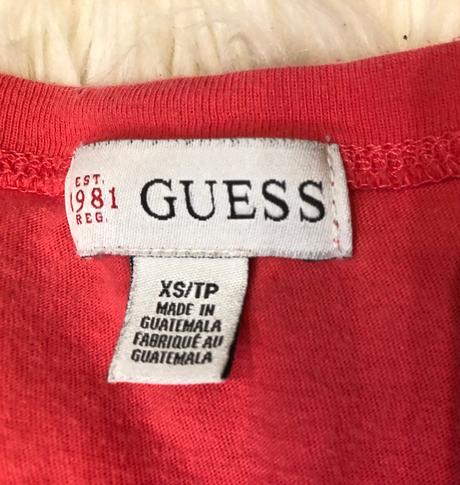 EST.
1981
REG.
GUESS
XS/TP
MADE IN
GUATEMALA
FABRIQUÉ AU
GUATEMALA